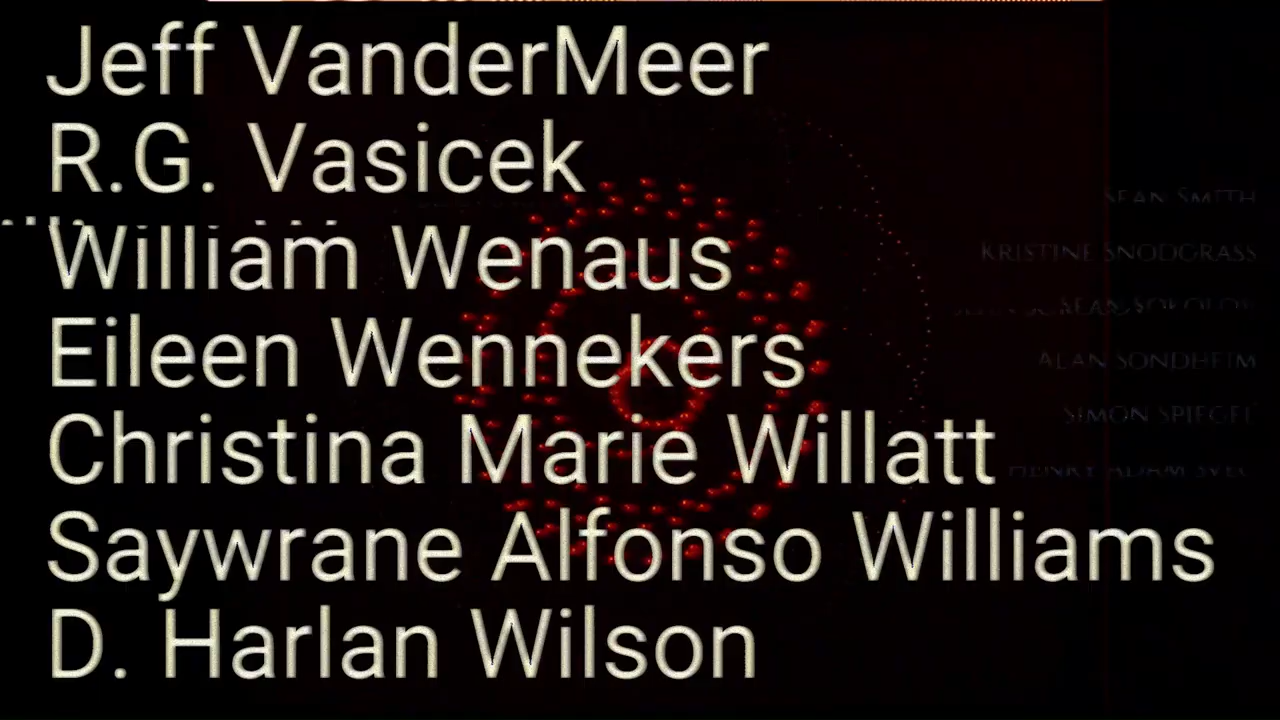 Jeff VanderMeer
R.G. Vasicek
William Wenaus
Eileen Wennekers
Christina Marie Willatt
Saywrane Alfonso Williams
D. Harlan Wilson
SEAN SMITH
KRISTINE SNODGRASS
ALAN SONDHEIM
SIMON SPIEGEL